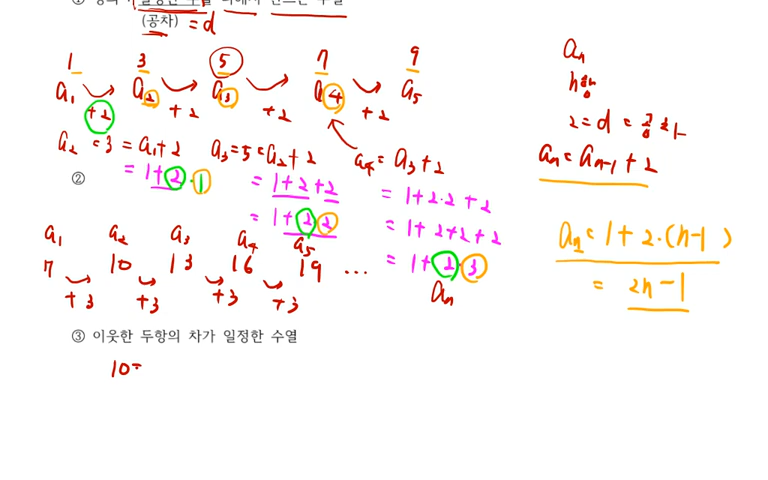 (공차) = d
1 3 5 7 9
a₁ a₂ a₃ a₄ a₅
+2 +2 +2 +2
a₂ = 3 = a₁+2 a₃=5=a₂+2 a₄= a₃+2
② = 1+2·1 = 1+2+2 = 1+2·2+2
= 1+2·2 = 1+2+2+2
= 1+2·3
a₁ a₂ a₃ a₄ a₅
7 10 13 16 19 ... aₙ
+3 +3 +3 +3
③ 이웃한 두항의 차가 일정한 수열
10-
aₙ
n항
2=d=공차
aₙ=aₙ₋₁+2
aₙ=1+2·(n-1)
= 2n-1